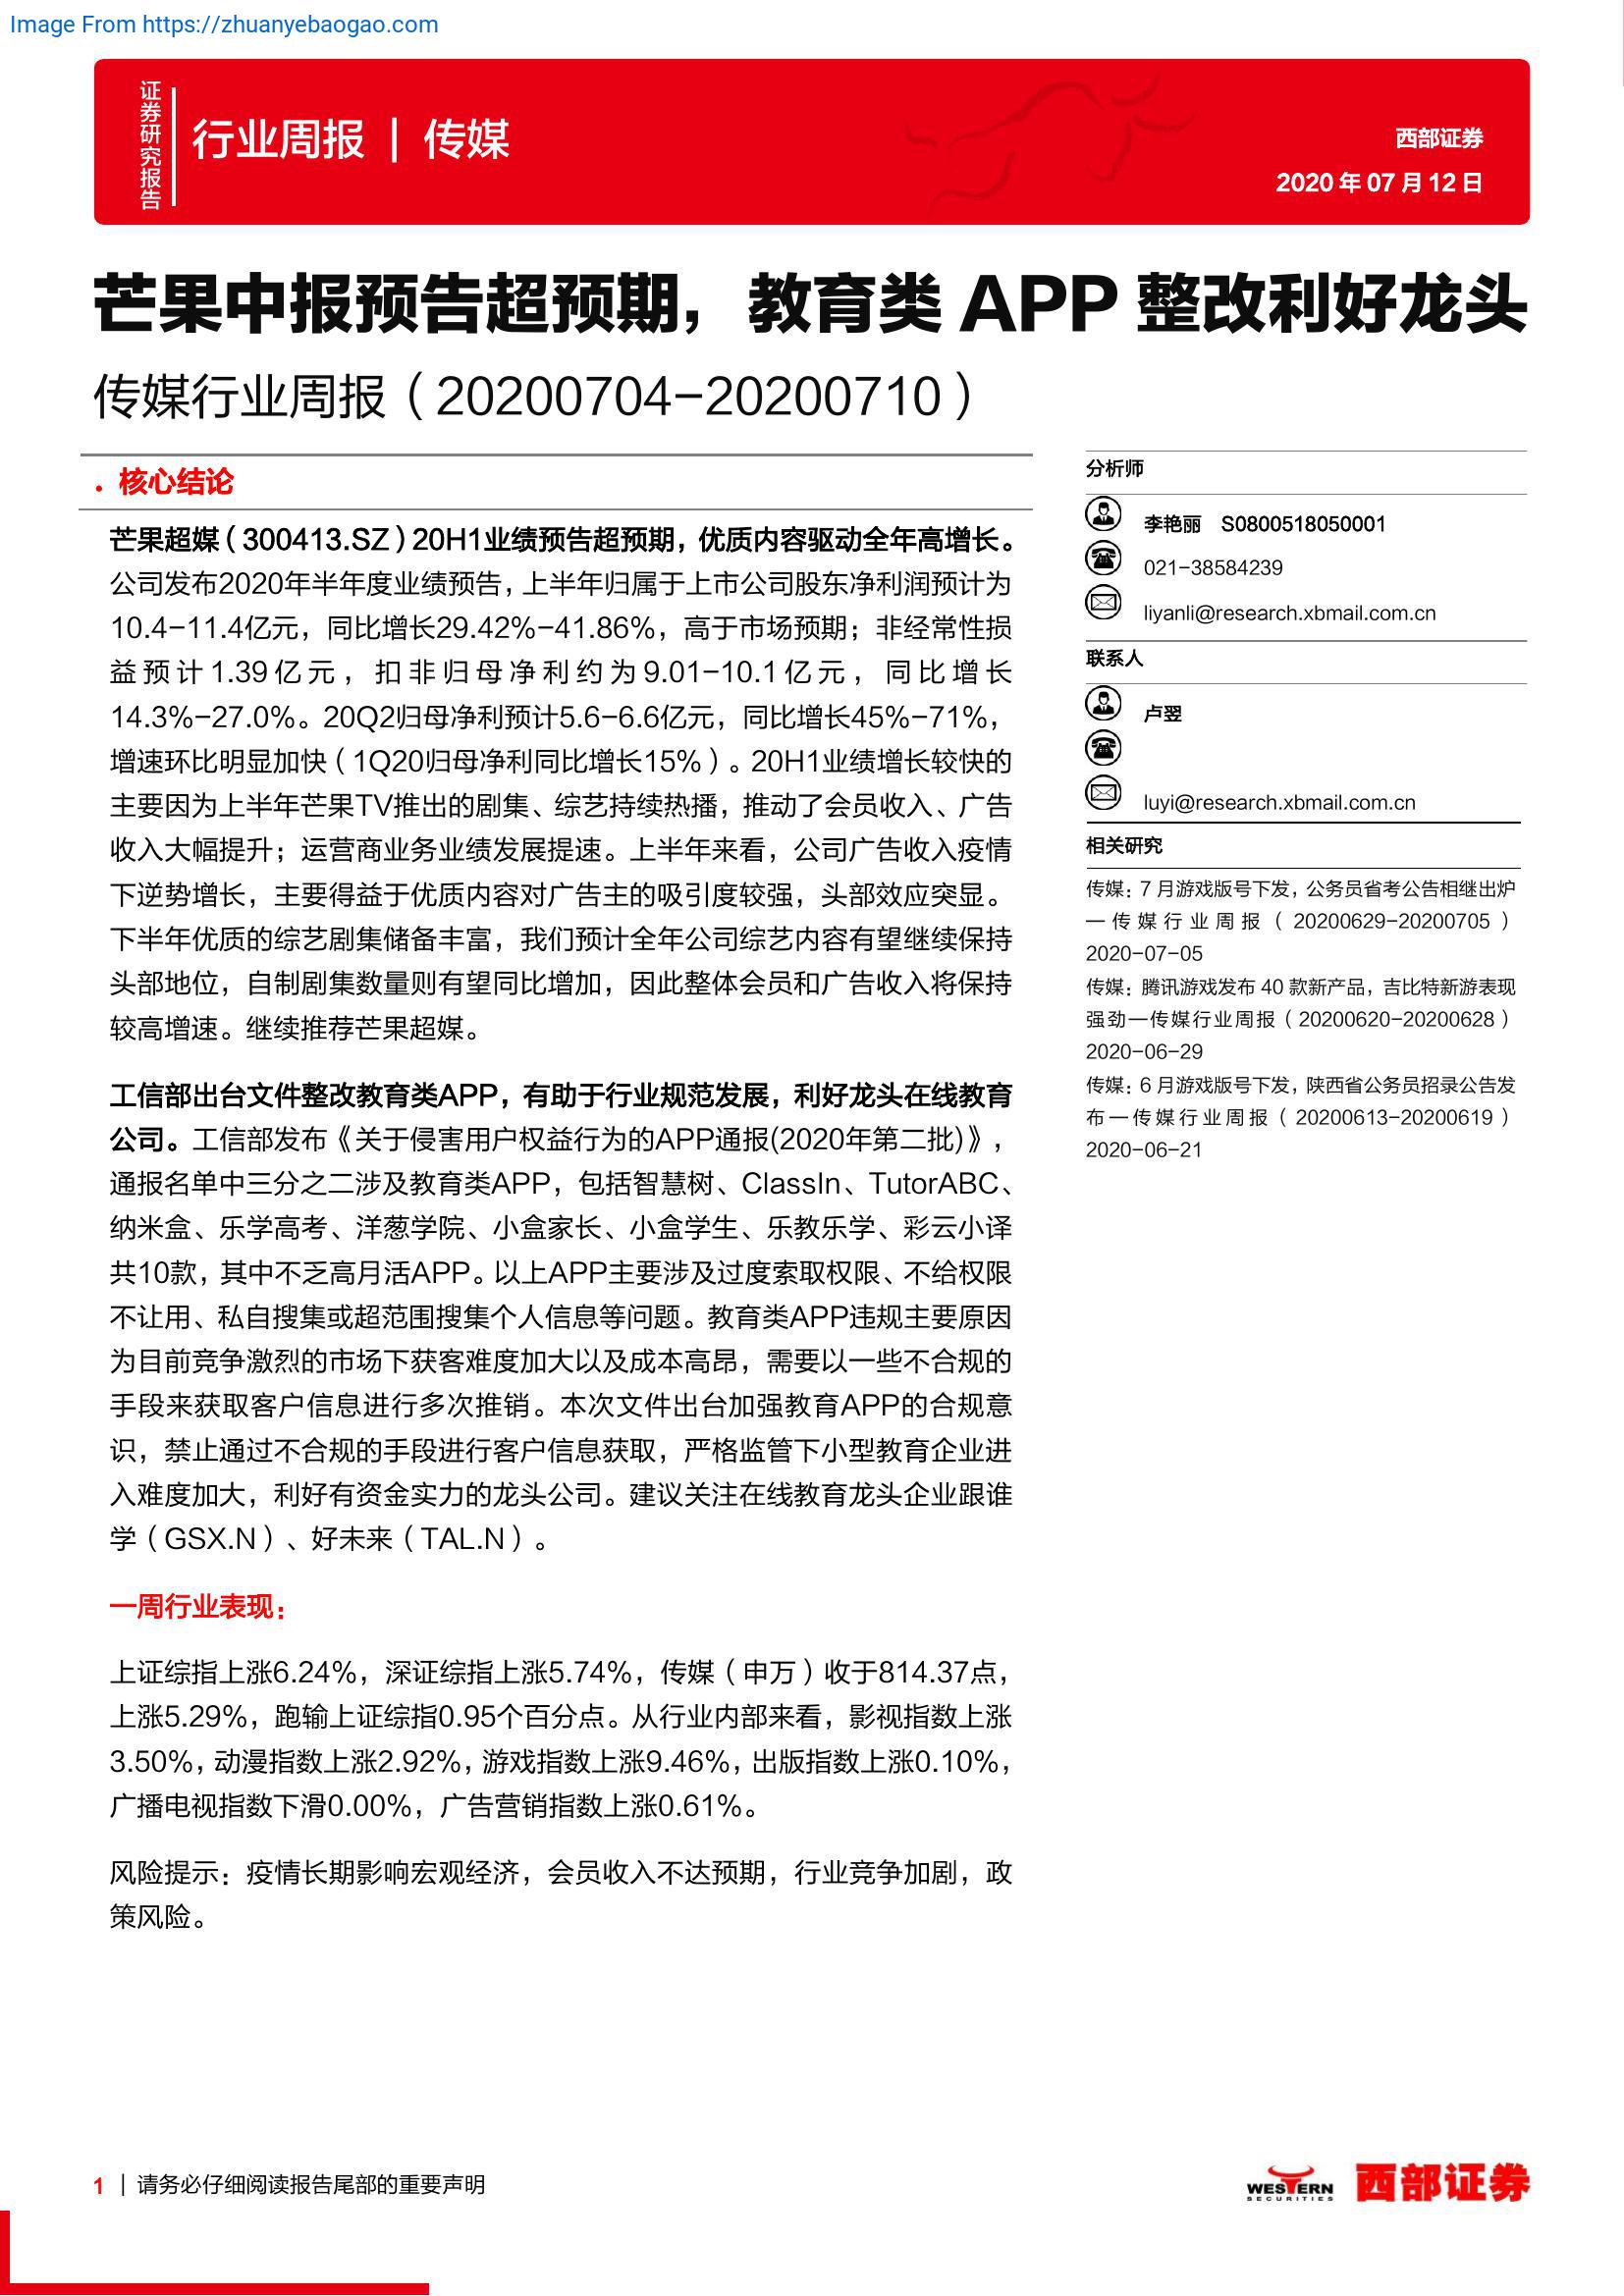 Image From https://zhuanyebaogao.com
证券研究报告
行业周报 | 传媒
西部证券
2020 年 07 月 12 日
芒果中报预告超预期，教育类 APP 整改利好龙头
传媒行业周报（20200704-20200710）
. 核心结论
芒果超媒（300413.SZ）20H1业绩预告超预期，优质内容驱动全年高增长。
公司发布2020年半年度业绩预告，上半年归属于上市公司股东净利润预计为
10.4-11.4亿元，同比增长29.42%-41.86%，高于市场预期；非经常性损
益预计1.39亿元，扣非归母净利约为9.01-10.1亿元，同比增长
14.3%-27.0%。20Q2归母净利预计5.6-6.6亿元，同比增长45%-71%，
增速环比明显加快（1Q20归母净利同比增长15%）。20H1业绩增长较快的
主要因为上半年芒果TV推出的剧集、综艺持续热播，推动了会员收入、广告
收入大幅提升；运营商业务业绩发展提速。上半年来看，公司广告收入疫情
下逆势增长，主要得益于优质内容对广告主的吸引度较强，头部效应突显。
下半年优质的综艺剧集储备丰富，我们预计全年公司综艺内容有望继续保持
头部地位，自制剧集数量则有望同比增加，因此整体会员和广告收入将保持
较高增速。继续推荐芒果超媒。
工信部出台文件整改教育类APP，有助于行业规范发展，利好龙头在线教育
公司。工信部发布《关于侵害用户权益行为的APP通报(2020年第二批)》，
通报名单中三分之二涉及教育类APP，包括智慧树、ClassIn、TutorABC、
纳米盒、乐学高考、洋葱学院、小盒家长、小盒学生、乐教乐学、彩云小译
共10款，其中不乏高月活APP。以上APP主要涉及过度索取权限、不给权限
不让用、私自搜集或超范围搜集个人信息等问题。教育类APP违规主要原因
为目前竞争激烈的市场下获客难度加大以及成本高昂，需要以一些不合规的
手段来获取客户信息进行多次推销。本次文件出台加强教育APP的合规意
识，禁止通过不合规的手段进行客户信息获取，严格监管下小型教育企业进
入难度加大，利好有资金实力的龙头公司。建议关注在线教育龙头企业跟谁
学（GSX.N）、好未来（TAL.N）。
一周行业表现：
上证综指上涨6.24%，深证综指上涨5.74%，传媒（申万）收于814.37点，
上涨5.29%，跑输上证综指0.95个百分点。从行业内部来看，影视指数上涨
3.50%，动漫指数上涨2.92%，游戏指数上涨9.46%，出版指数上涨0.10%，
广播电视指数下滑0.00%，广告营销指数上涨0.61%。
风险提示：疫情长期影响宏观经济，会员收入不达预期，行业竞争加剧，政
策风险。
分析师
李艳丽 S0800518050001
021-38584239
liyanli@research.xbmail.com.cn
联系人
卢翌
luyi@research.xbmail.com.cn
相关研究
传媒：7 月游戏版号下发，公务员省考公告相继出炉
—传媒行业周报（20200629-20200705）
2020-07-05
传媒：腾讯游戏发布 40 款新产品，吉比特新游表现
强劲—传媒行业周报（20200620-20200628）
2020-06-29
传媒：6 月游戏版号下发，陕西省公务员招录公告发
布—传媒行业周报（20200613-20200619）
2020-06-21
1 | 请务必仔细阅读报告尾部的重要声明
WESTERN
SECURITIES
西部证券